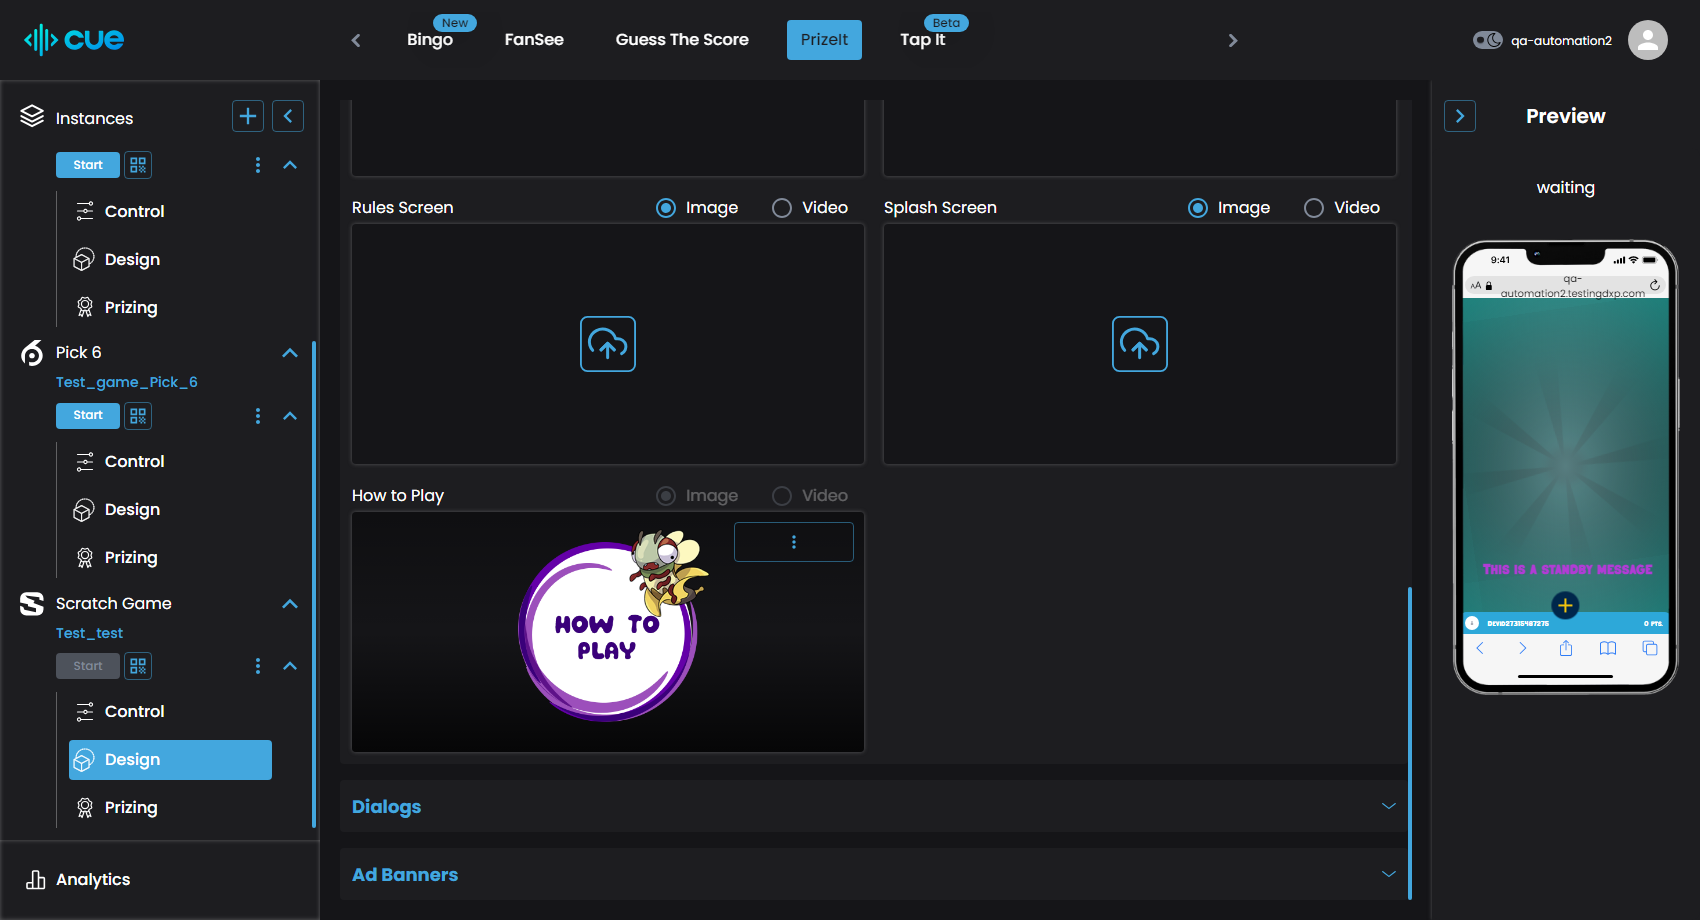 cue
New
Bingo
FanSee
Guess The Score
PrizeIt
Beta
Tap It
qa-automation2
Instances
Start
Control
Design
Prizing
Pick 6
Test_game_Pick_6
Start
Control
Design
Prizing
Scratch Game
Test_test
Start
Control
Design
Prizing
Analytics
Rules Screen
Image
Video
Splash Screen
Image
Video
How to Play
Image
Video
HOW TO
PLAY
Dialogs
Ad Banners
Preview
waiting
9:41
AA
qa-
automation2.testingdxp.com
This is a standby message
0 PTS.